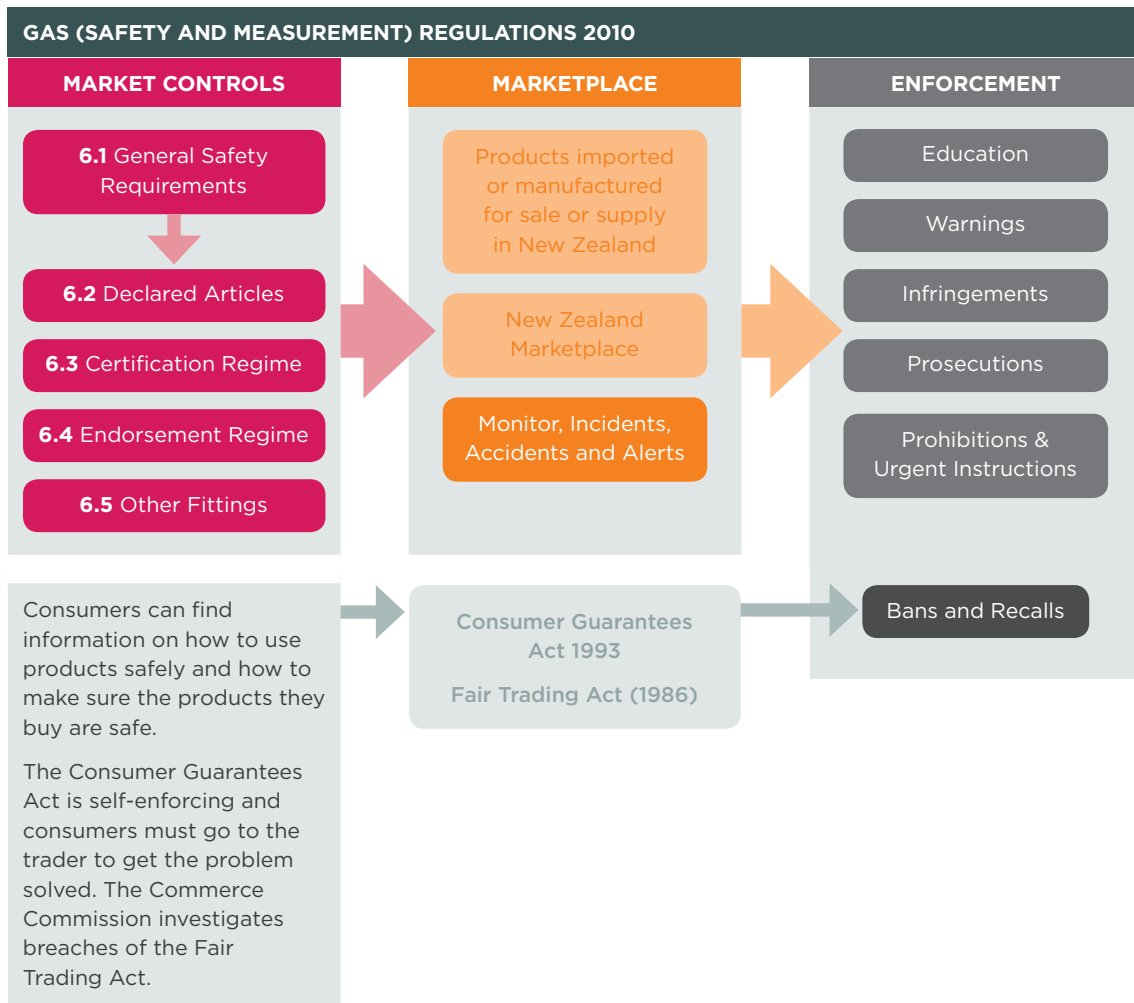 GAS (SAFETY AND MEASUREMENT) REGULATIONS 2010
MARKET CONTROLS
6.1 General Safety
Requirements
6.2 Declared Articles
6.3 Certification Regime
6.4 Endorsement Regime
6.5 Other Fittings
MARKETPLACE
Products imported
or manufactured
for sale or supply
in New Zealand
New Zealand
Marketplace
Monitor, Incidents,
Accidents and Alerts
ENFORCEMENT
Education
Warnings
Infringements
Prosecutions
Prohibitions &
Urgent Instructions
Consumers can find
information on how to use
products safely and how to
make sure the products they
buy are safe.
The Consumer Guarantees
Act is self-enforcing and
consumers must go to the
trader to get the problem
solved. The Commerce
Commission investigates
breaches of the Fair
Trading Act.
Consumer Guarantees
Act 1993
Fair Trading Act (1986)
Bans and Recalls